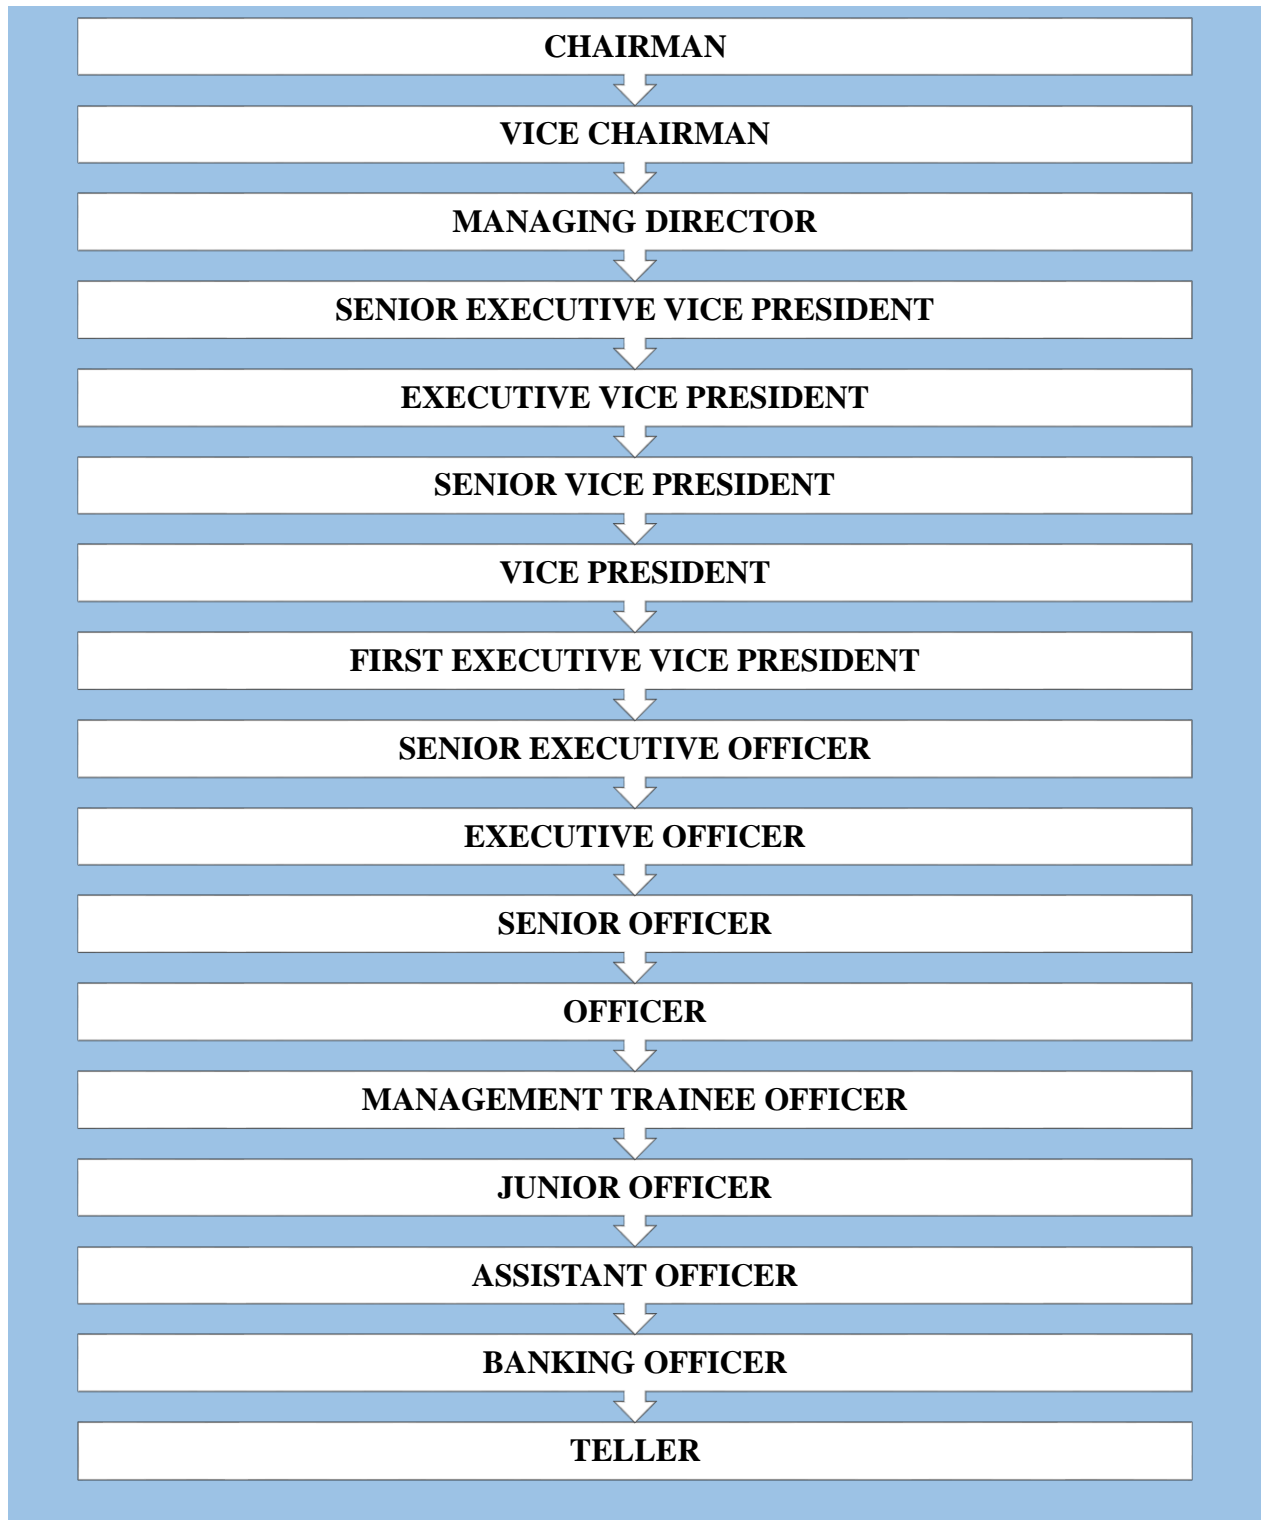 CHAIRMAN
VICE CHAIRMAN
MANAGING DIRECTOR
SENIOR EXECUTIVE VICE PRESIDENT
EXECUTIVE VICE PRESIDENT
SENIOR VICE PRESIDENT
VICE PRESIDENT
FIRST EXECUTIVE VICE PRESIDENT
SENIOR EXECUTIVE OFFICER
EXECUTIVE OFFICER
SENIOR OFFICER
OFFICER
MANAGEMENT TRAINEE OFFICER
JUNIOR OFFICER
ASSISTANT OFFICER
BANKING OFFICER
TELLER